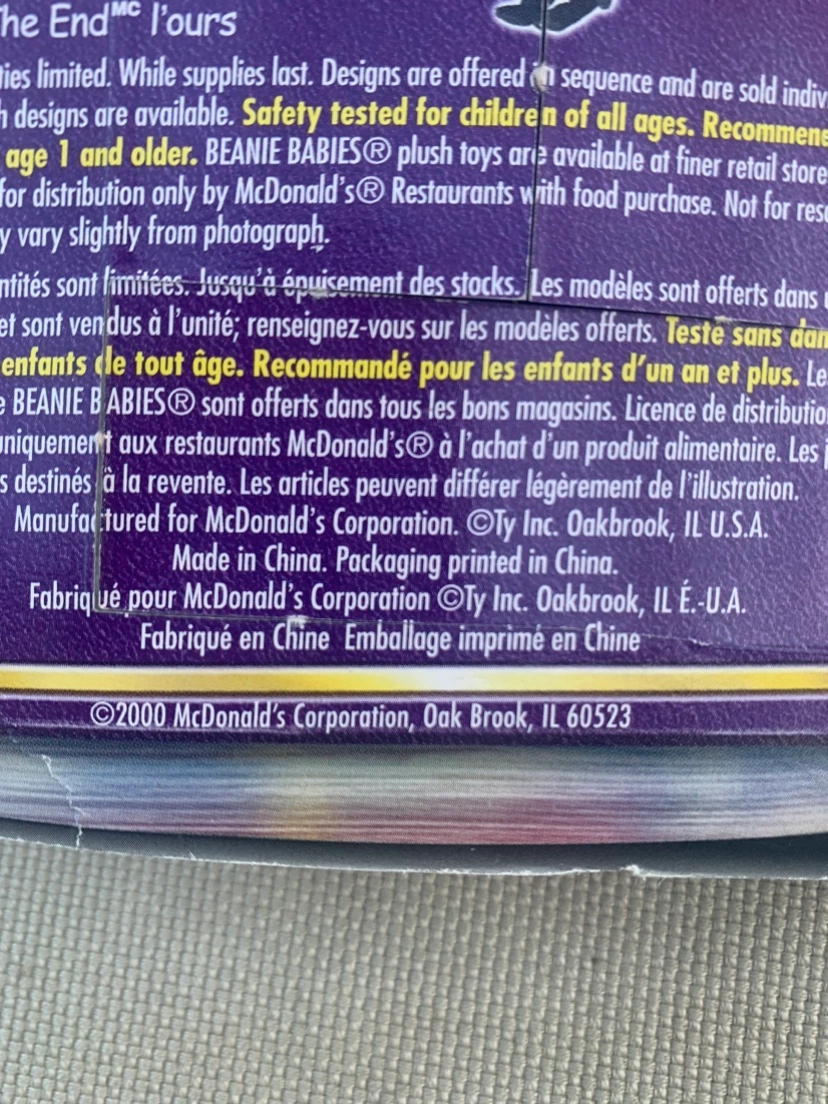 The End™ᶜ l'ours
ties limited. While supplies last. Designs are offered in sequence and are sold indiv
h designs are available. Safety tested for children of all ages. Recommende
age 1 and older. BEANIE BABIES® plush toys are available at finer retail store
for distribution only by McDonald's® Restaurants with food purchase. Not for resa
y vary slightly from photograph.
ntités sont limitées. Jusqu'à épuisement des stocks. Les modèles sont offerts dans
et sont vendus à l'unité; renseignez-vous sur les modèles offerts. Testé sans dan
enfants de tout âge. Recommandé pour les enfants d'un an et plus. Le
e BEANIE BABIES® sont offerts dans tous les bons magasins. Licence de distributio
uniquement aux restaurants McDonald's® à l'achat d'un produit alimentaire. Les
s destinés à la revente. Les articles peuvent différer légèrement de l'illustration.
Manufactured for McDonald's Corporation. ©Ty Inc. Oakbrook, IL U.S.A.
Made in China. Packaging printed in China.
Fabriqué pour McDonald's Corporation ©Ty Inc. Oakbrook, IL É.-U.A.
Fabriqué en Chine Emballage imprimé en Chine
©2000 McDonald's Corporation, Oak Brook, IL 60523